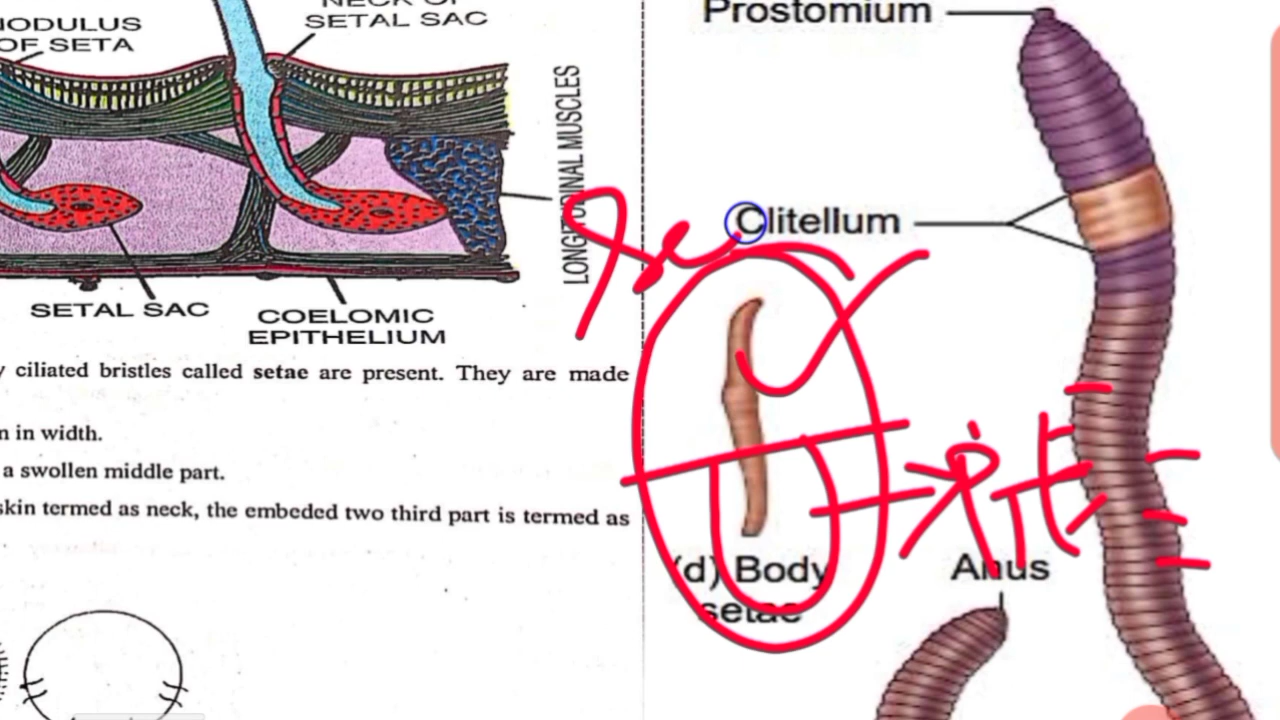 NODULUS
OF SETA
NECK OF
SETAL SAC
LONGITUDINAL MUSCLES
SETAL SAC
COELOMIC
EPITHELIUM
ciliated bristles called setae are present. They are made
in width.
a swollen middle part.
skin termed as neck, the embeded two third part is termed as
Prostomium
Clitellum
(d) Body
setae
Anus